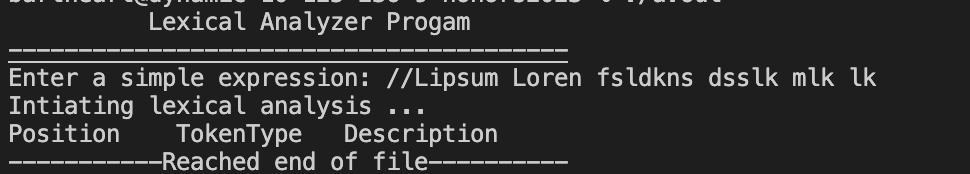 Lexical Analyzer Progam
----------------------------------------
Enter a simple expression: //Lipsum Loren fsldkns dsslk mlk lk
Intiating lexical analysis ...
Position    TokenType   Description
-----------Reached end of file----------